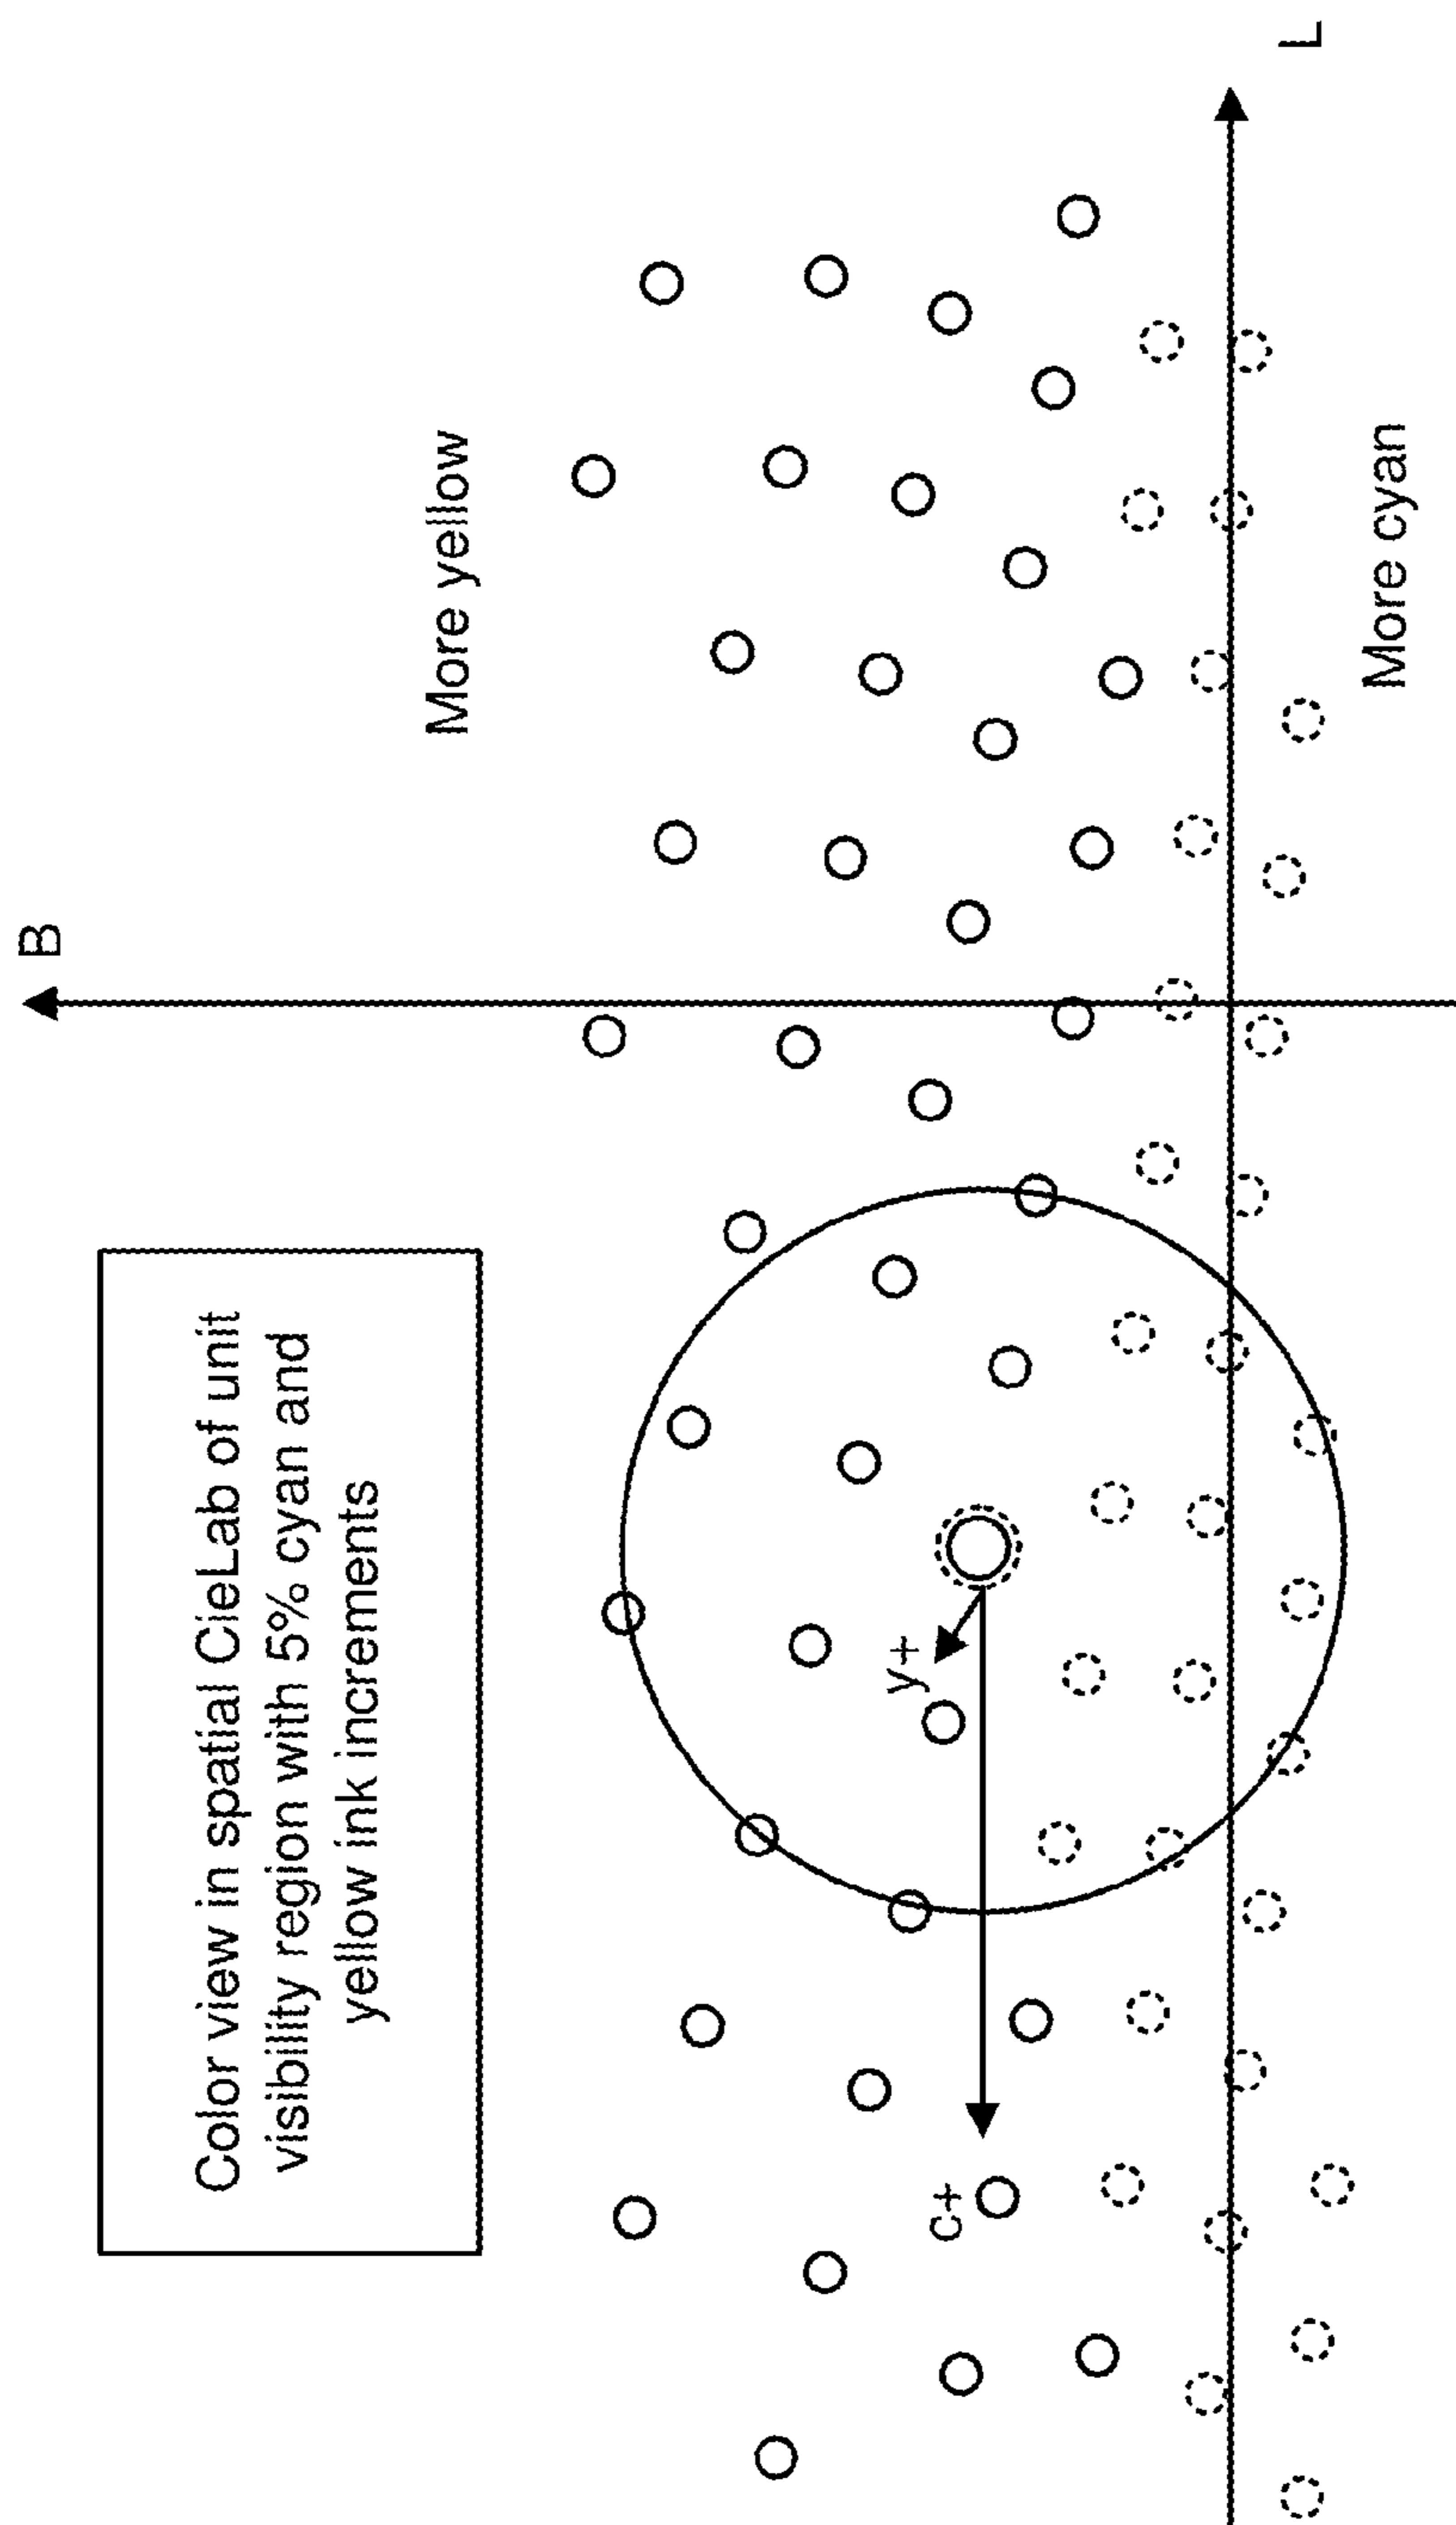 Color view in spatial CieLab of unit
visibility region with 5% cyan and
yellow ink increments
B
More yellow
y+
c+
L
More cyan